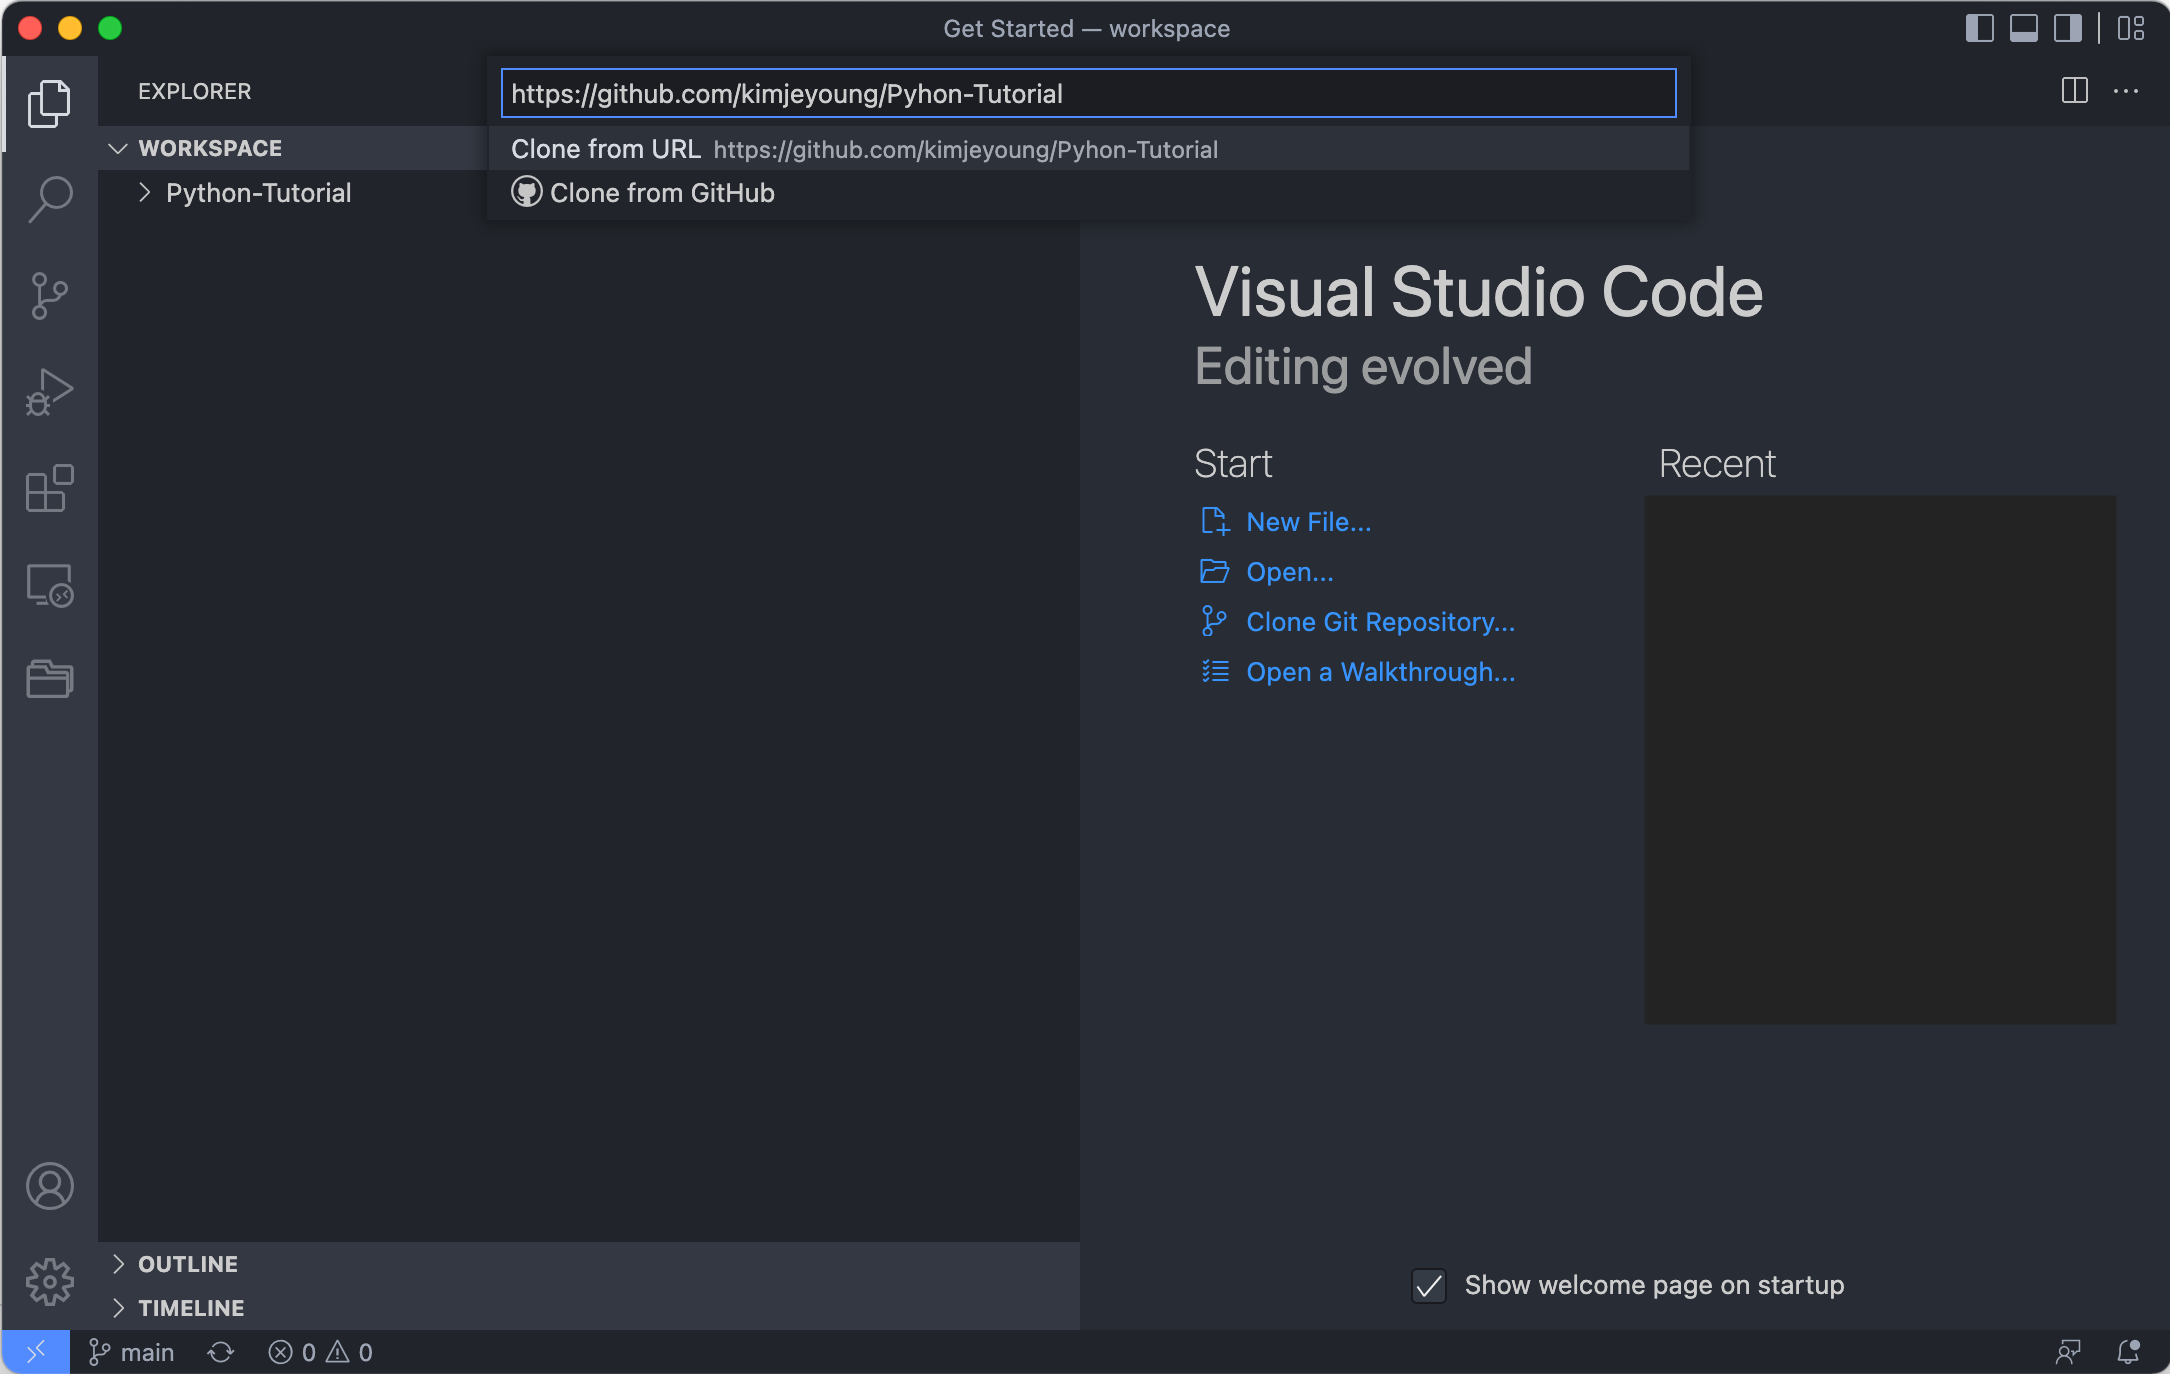 Get Started — workspace
EXPLORER
https://github.com/kimjeyoung/Pyhon-Tutorial
WORKSPACE
Clone from URL https://github.com/kimjeyoung/Pyhon-Tutorial
Python-Tutorial
Clone from GitHub
Visual Studio Code
Editing evolved
Start
New File...
Open...
Clone Git Repository...
Open a Walkthrough...
Recent
Show welcome page on startup
OUTLINE
TIMELINE
main 0 0